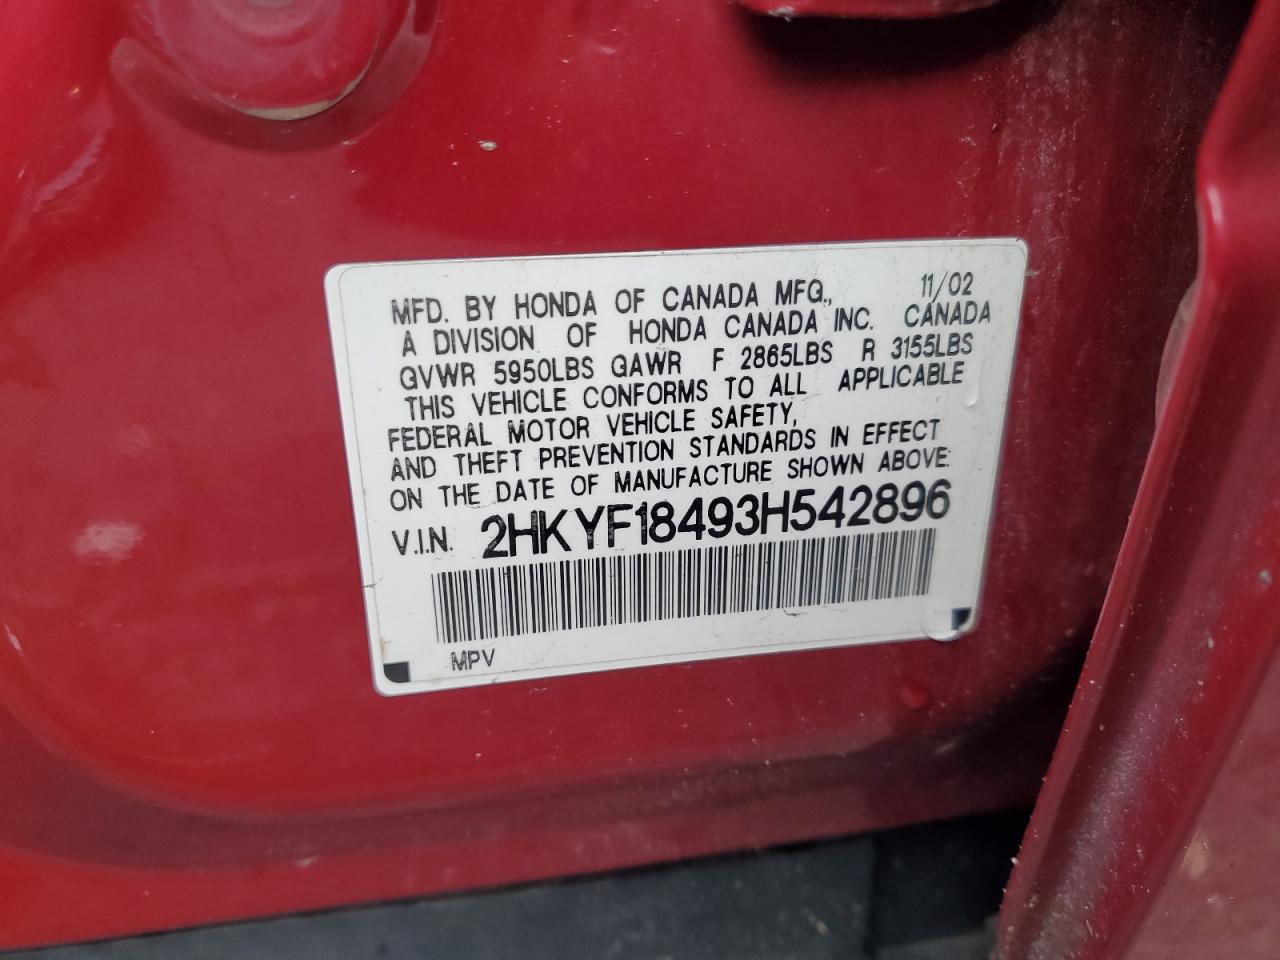 MFD. BY HONDA OF CANADA MFG., 11/02
A DIVISION OF HONDA CANADA INC. CANADA
GVWR 5950LBS GAWR F 2865LBS R 3155LBS
THIS VEHICLE CONFORMS TO ALL APPLICABLE
FEDERAL MOTOR VEHICLE SAFETY,
AND THEFT PREVENTION STANDARDS IN EFFECT
ON THE DATE OF MANUFACTURE SHOWN ABOVE.
V.I.N. 2HKYF18493H542896
MPV